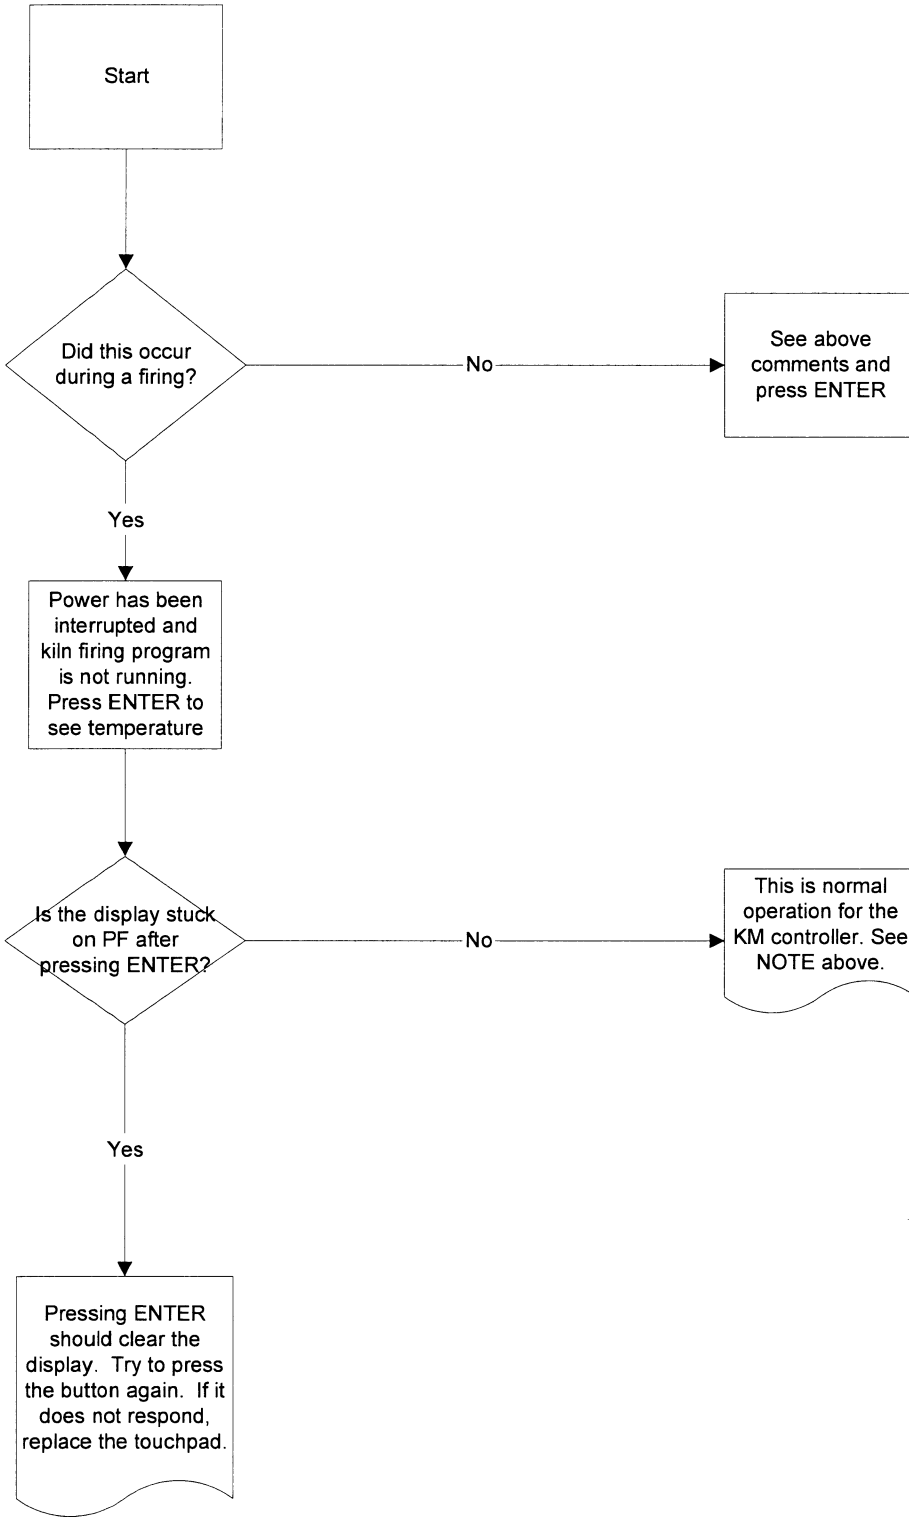 Start
Did this occur
during a firing?
No
See above
comments and
press ENTER
Yes
Power has been
interrupted and
kiln firing program
is not running.
Press ENTER to
see temperature
Is the display stuck
on PF after
pressing ENTER?
No
This is normal
operation for the
KM controller. See
NOTE above.
Yes
Pressing ENTER
should clear the
display. Try to press
the button again. If it
does not respond,
replace the touchpad.